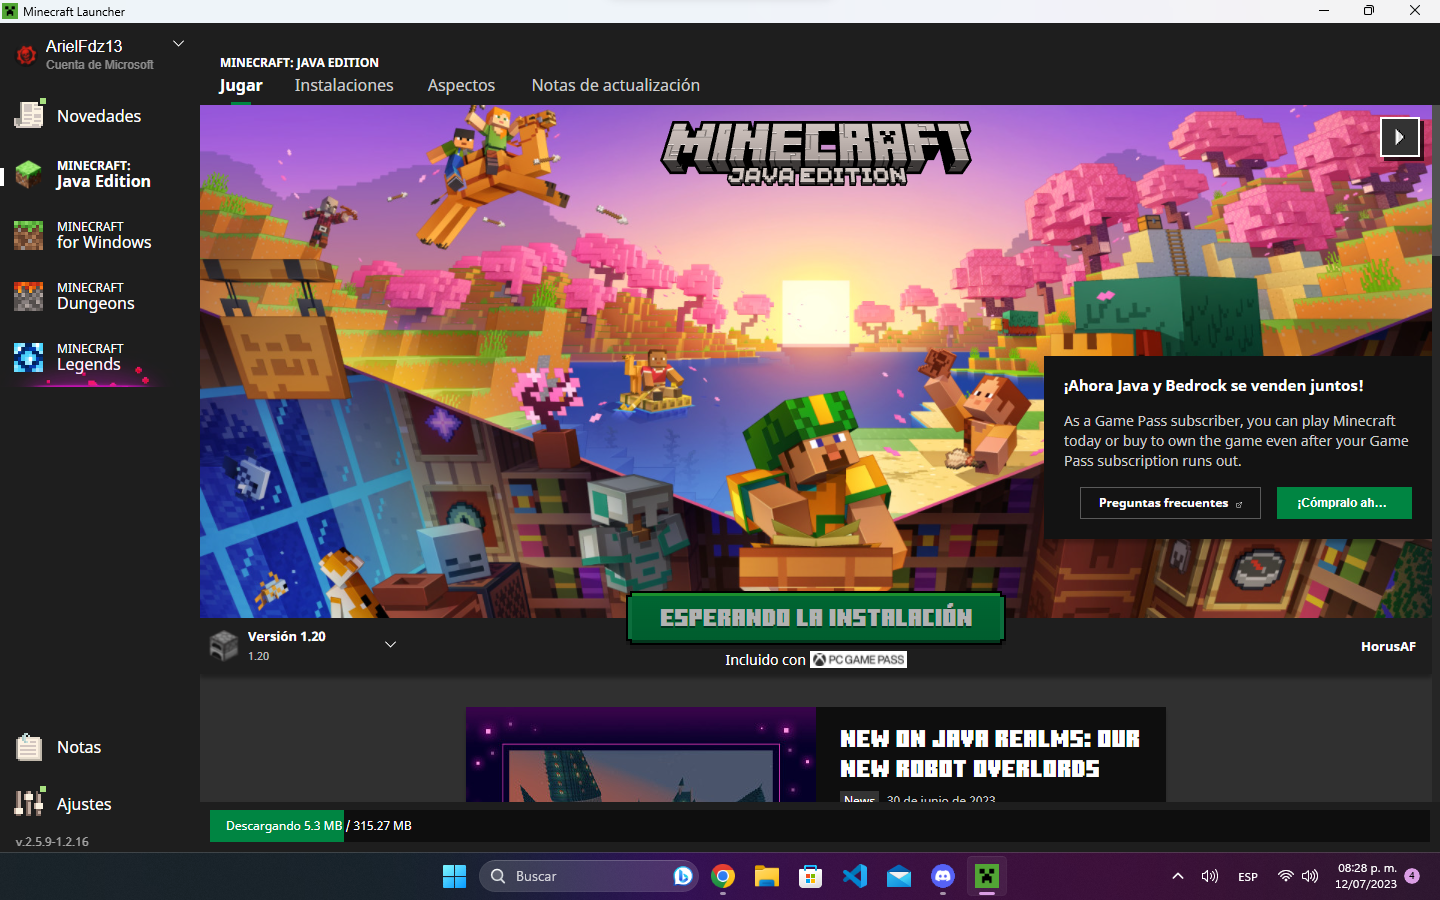 Minecraft Launcher
ArielFdz13
Cuenta de Microsoft
Novedades
MINECRAFT:
Java Edition
MINECRAFT
for Windows
MINECRAFT
Dungeons
MINECRAFT
Legends
Notas
Ajustes
v.2.5.9-1.2.16
MINECRAFT: JAVA EDITION
Jugar
Instalaciones
Aspectos
Notas de actualización
MINECRAFT
JAVA EDITION
¡Ahora Java y Bedrock se venden juntos!
As a Game Pass subscriber, you can play Minecraft
today or buy to own the game even after your Game
Pass subscription runs out.
Preguntas frecuentes
¡Cómpralo ah...
Versión 1.20
1.20
ESPERANDO LA INSTALACIÓN
Incluido con PC GAME PASS
HorusAF
NEW ON JAVA REALMS: OUR
NEW ROBOT OVERLORDS
News
30 de junio de 2023
Descargando 5.3 MB / 315.27 MB
Buscar
ESP
08:28 p. m.
12/07/2023
4